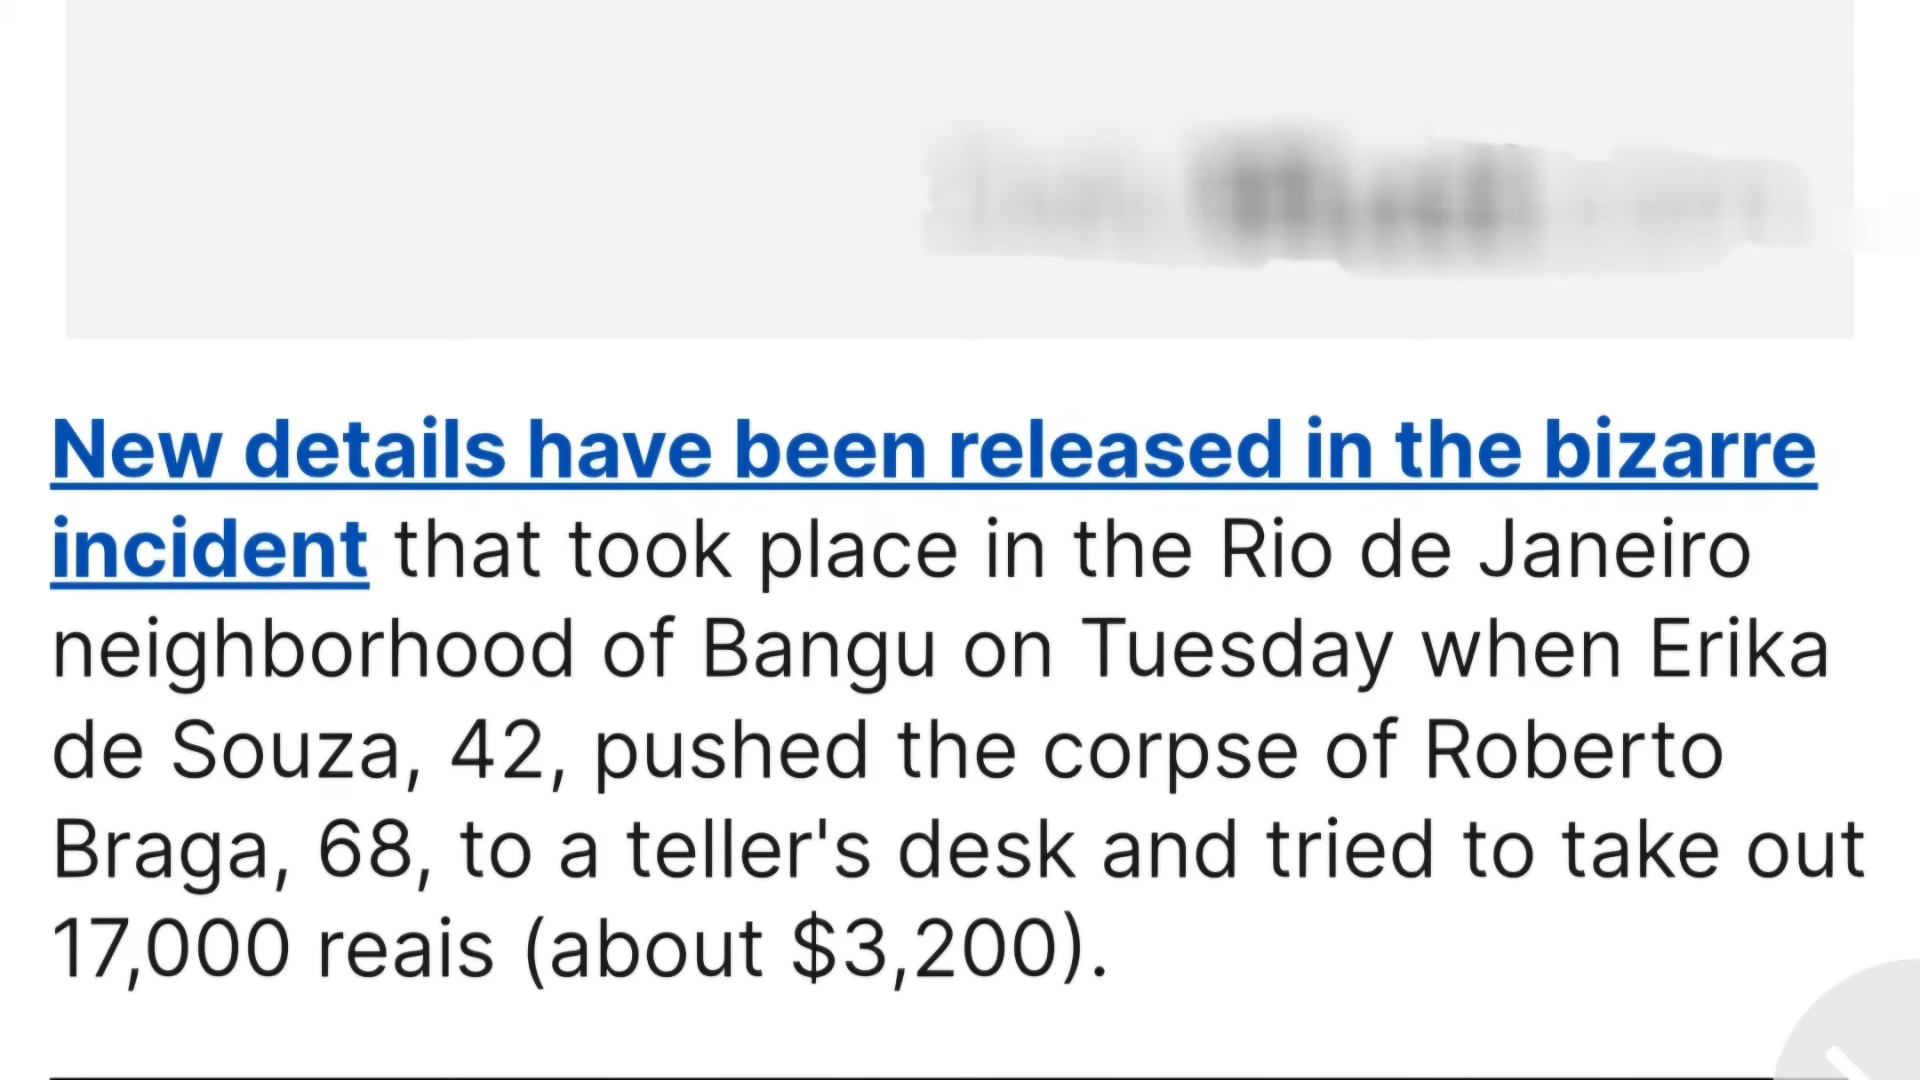 New details have been released in the bizarre
incident that took place in the Rio de Janeiro
neighborhood of Bangu on Tuesday when Erika
de Souza, 42, pushed the corpse of Roberto
Braga, 68, to a teller's desk and tried to take out
17,000 reais (about $3,200).